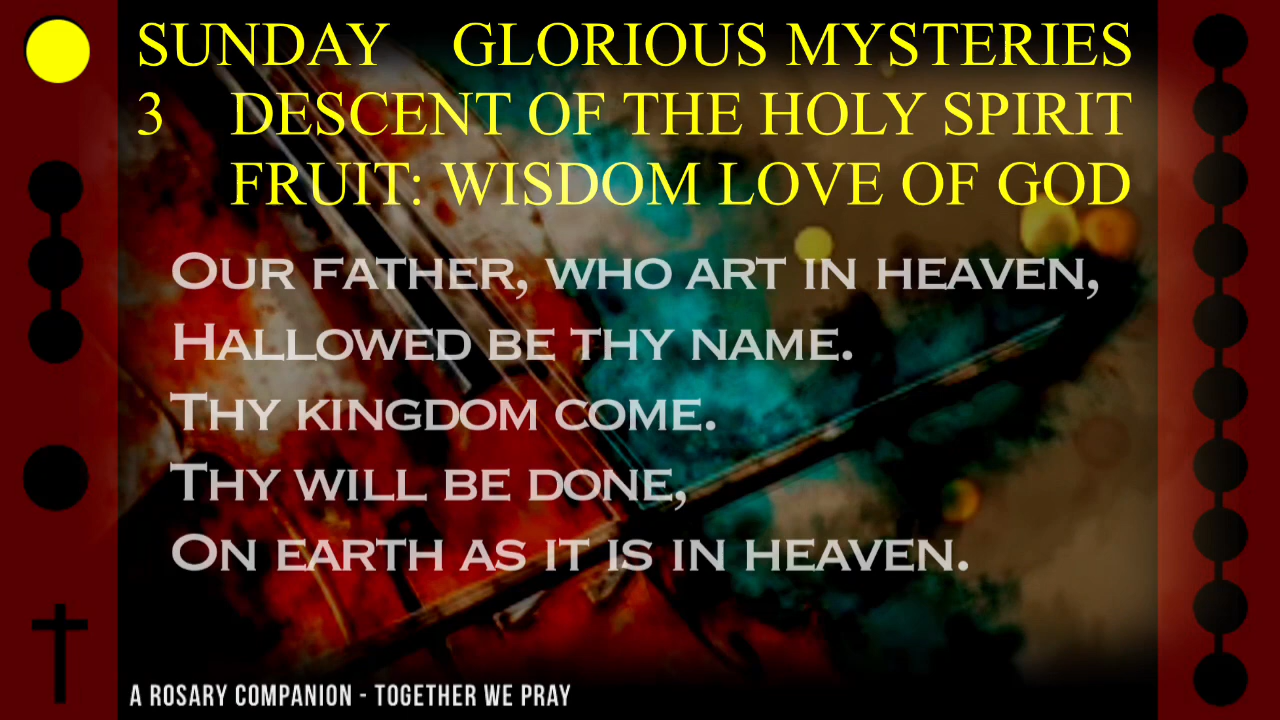 SUNDAY GLORIOUS MYSTERIES
3 DESCENT OF THE HOLY SPIRIT
FRUIT: WISDOM LOVE OF GOD
OUR FATHER, WHO ART IN HEAVEN,
HALLOWED BE THY NAME.
THY KINGDOM COME.
THY WILL BE DONE,
ON EARTH AS IT IS IN HEAVEN.
A ROSARY COMPANION - TOGETHER WE PRAY